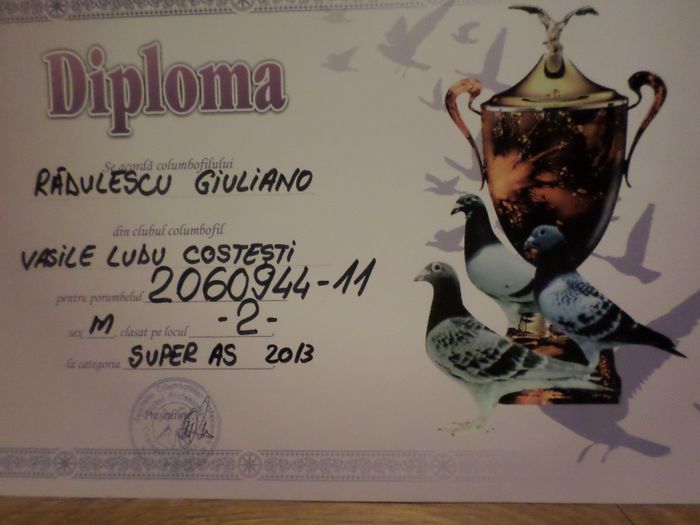 Diploma
Se acordă columbofilului
RĂDULESCU GIULIANO
din clubul columbofil
VASILE LUDU COSTEȘTI
pentru porumbelul 2060944-11
sex M clasat pe locul -2-
la categoria SUPER AS 2013
Președinte